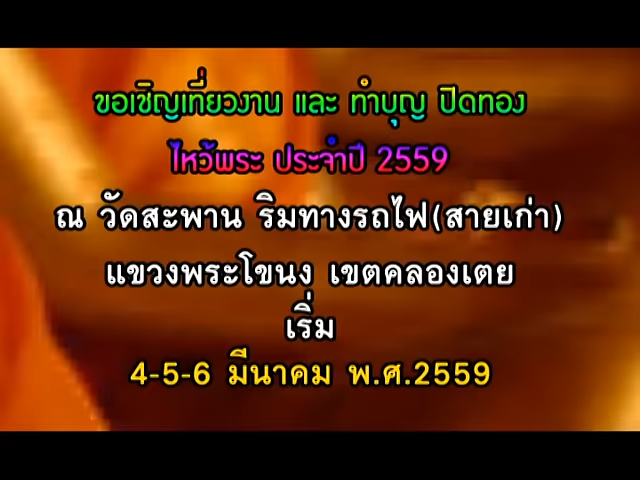 ขอเชิญเที่ยวงาน และ ทำบุญ ปิดทอง
ไหว้พระ ประจำปี 2559
ณ วัดสะพาน ริมทางรถไฟ(สายเก่า)
แขวงพระโขนง เขตคลองเตย
เริ่ม
4-5-6 มีนาคม พ.ศ.2559